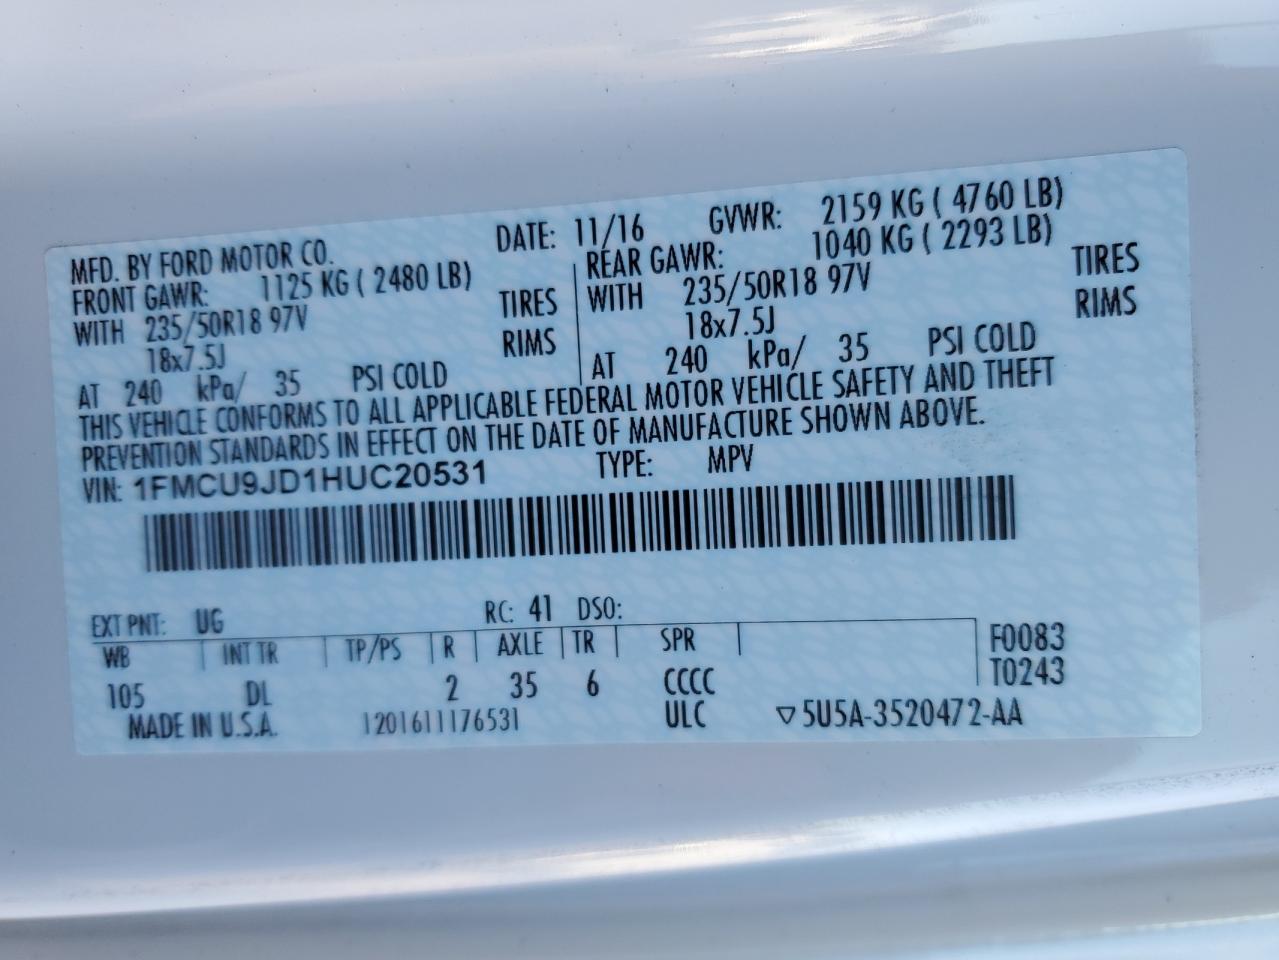 MFD. BY FORD MOTOR CO. DATE: 11/16 GVWR: 2159 KG ( 4760 LB)
FRONT GAWR: 1125 KG ( 2480 LB) REAR GAWR: 1040 KG ( 2293 LB)
WITH 235/50R18 97V TIRES WITH 235/50R18 97V TIRES
18x7.5J RIMS 18x7.5J RIMS
AT 240 kPa/ 35 PSI COLD AT 240 kPa/ 35 PSI COLD
THIS VEHICLE CONFORMS TO ALL APPLICABLE FEDERAL MOTOR VEHICLE SAFETY AND THEFT
PREVENTION STANDARDS IN EFFECT ON THE DATE OF MANUFACTURE SHOWN ABOVE.
VIN: 1FMCU9JD1HUC20531 TYPE: MPV
EXT PNT: UG RC: 41 DSO:
WB INT TR TP/PS R AXLE TR SPR F0083
105 DL 2 35 6 CCCC T0243
MADE IN U.S.A. 1201611176531 ULC ▽5U5A-3520472-AA